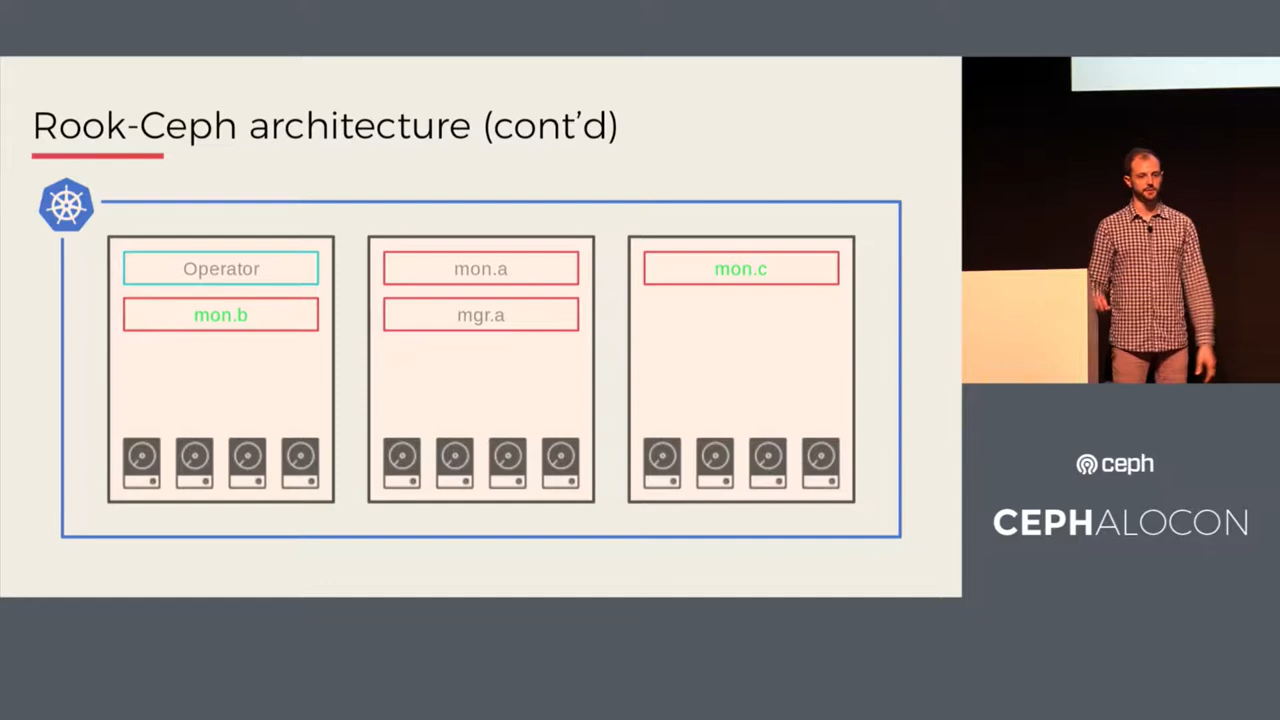 Rook-Ceph architecture (cont’d)
Operator
mon.b
mon.a
mgr.a
mon.c
ceph
CEPHALOCON